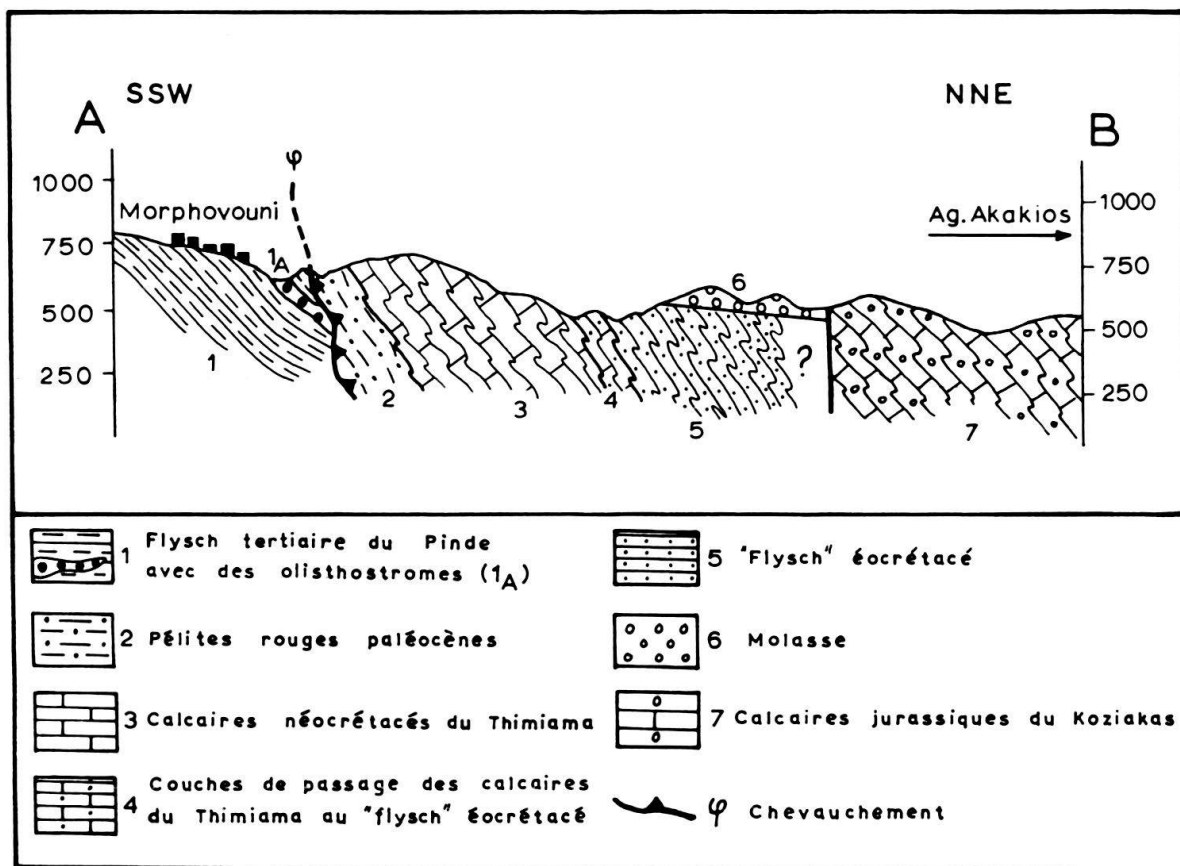 SSW
NNE
A
B
φ
1000
1000
Morphovouni
Ag. Akakios
750
750
1A
6
500
500
250
250
?
1
2
3
4
5
7
1 Flysch tertiaire du Pinde
avec des olisthostromes (1A)
2 Pélites rouges paléocènes
3 Calcaires néocrétacés du Thimiama
4 Couches de passage des calcaires
du Thimiama au "flysch" éocrétacé
5 "Flysch" éocrétacé
6 Molasse
7 Calcaires jurassiques du Koziakas
φ Chevauchement